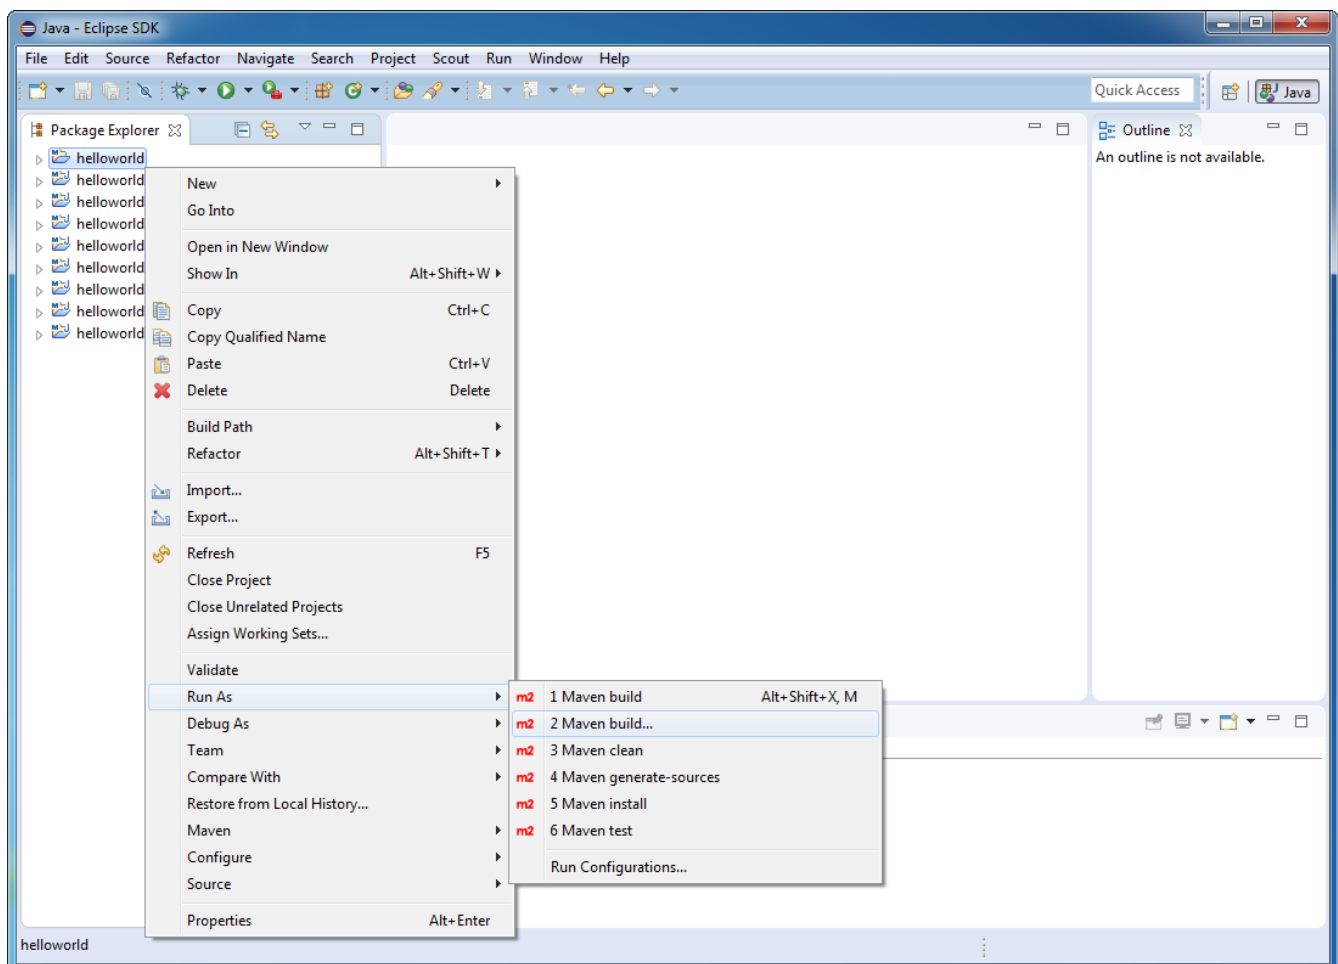 Java - Eclipse SDK
File Edit Source Refactor Navigate Search Project Scout Run Window Help
Quick Access
Java
Package Explorer
Outline
An outline is not available.
helloworld
helloworld
helloworld
helloworld
helloworld
helloworld
helloworld
helloworld
helloworld
New
Go Into
Open in New Window
Show In Alt+Shift+W
Copy Ctrl+C
Copy Qualified Name
Paste Ctrl+V
Delete Delete
Build Path
Refactor Alt+Shift+T
Import...
Export...
Refresh F5
Close Project
Close Unrelated Projects
Assign Working Sets...
Validate
Run As
Debug As
Team
Compare With
Restore from Local History...
Maven
Configure
Source
Properties Alt+Enter
m2 1 Maven build Alt+Shift+X, M
m2 2 Maven build...
m2 3 Maven clean
m2 4 Maven generate-sources
m2 5 Maven install
m2 6 Maven test
Run Configurations...
helloworld